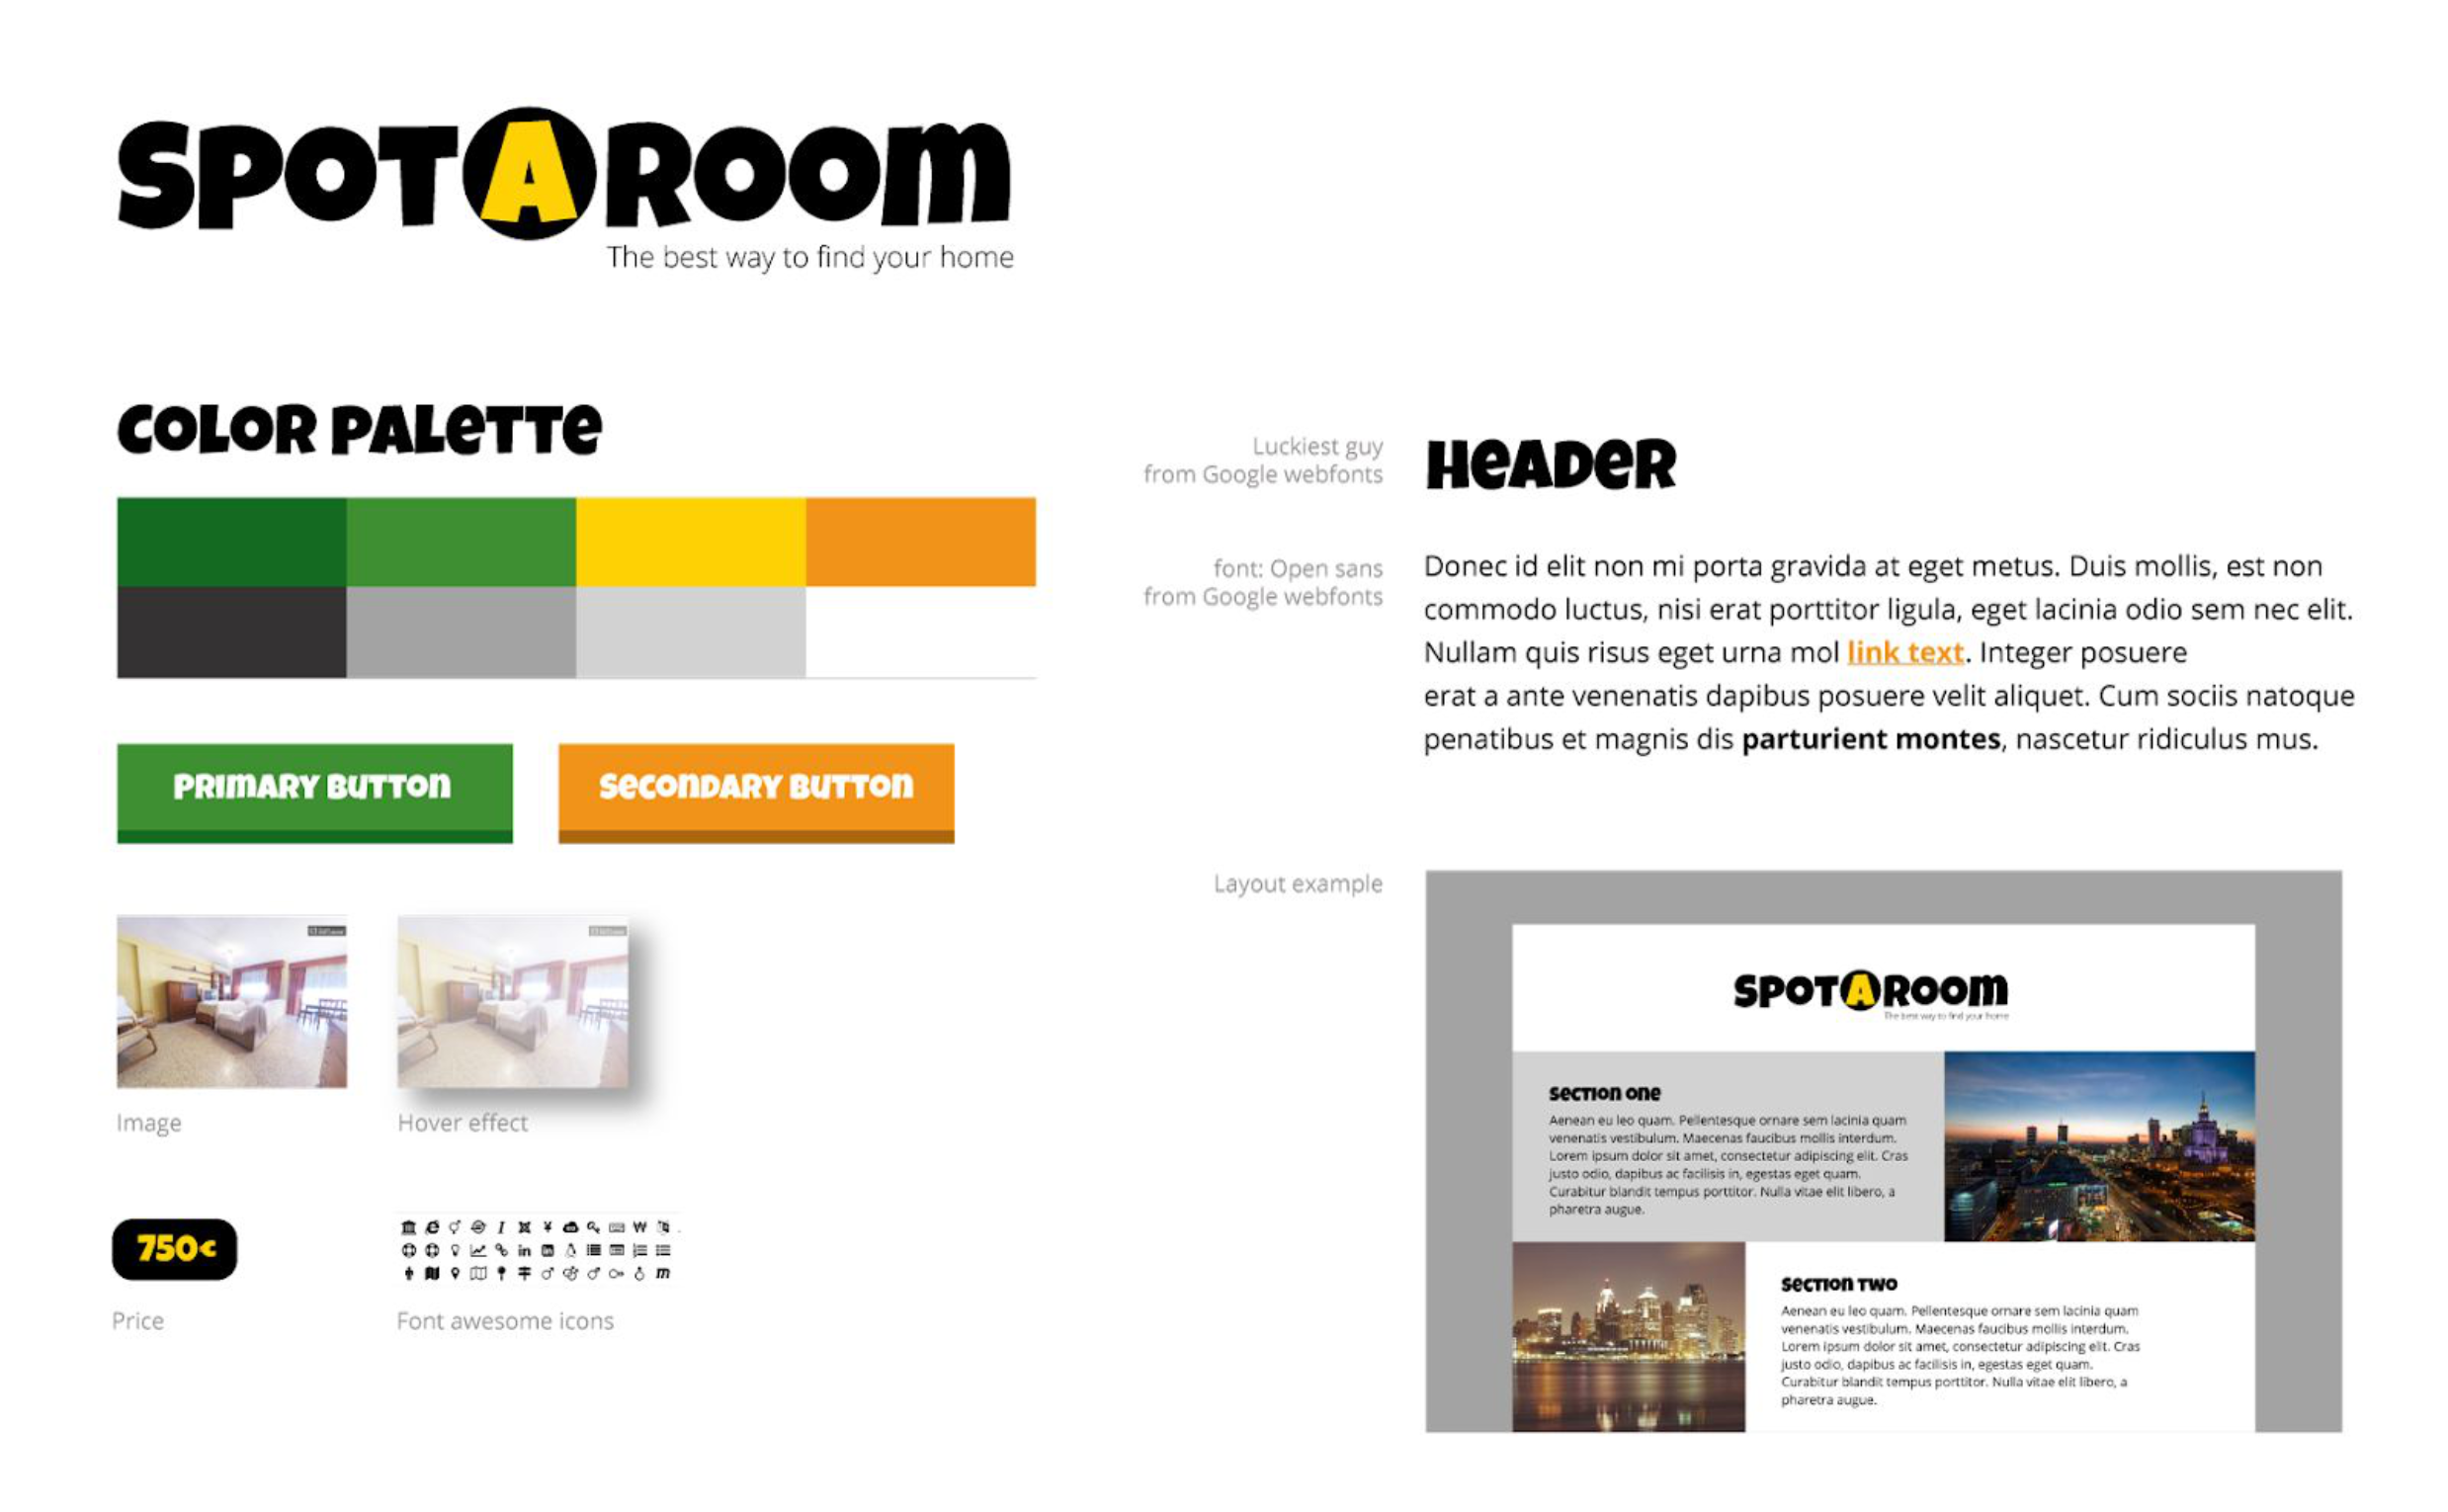 SPOTAROOM
The best way to find your home
COLOR PALETTE
PRIMARY BUTTON
SECONDARY BUTTON
Image
Hover effect
750€
Price
Font awesome icons
Luckiest guy
from Google webfonts
HEADER
font: Open sans
from Google webfonts
Donec id elit non mi porta gravida at eget metus. Duis mollis, est non
commodo luctus, nisi erat porttitor ligula, eget lacinia odio sem nec elit.
Nullam quis risus eget urna mol link text. Integer posuere
erat a ante venenatis dapibus posuere velit aliquet. Cum sociis natoque
penatibus et magnis dis parturient montes, nascetur ridiculus mus.
Layout example
SPOTAROOM
The best way to find your home
SECTION ONE
Aenean eu leo quam. Pellentesque ornare sem lacinia quam
venenatis vestibulum. Maecenas faucibus mollis interdum.
Lorem ipsum dolor sit amet, consectetur adipiscing elit. Cras
justo odio, dapibus ac facilisis in, egestas eget quam.
Curabitur blandit tempus porttitor. Nulla vitae elit libero, a
pharetra augue.
SECTION TWO
Aenean eu leo quam. Pellentesque ornare sem lacinia quam
venenatis vestibulum. Maecenas faucibus mollis interdum.
Lorem ipsum dolor sit amet, consectetur adipiscing elit. Cras
justo odio, dapibus ac facilisis in, egestas eget quam.
Curabitur blandit tempus porttitor. Nulla vitae elit libero, a
pharetra augue.